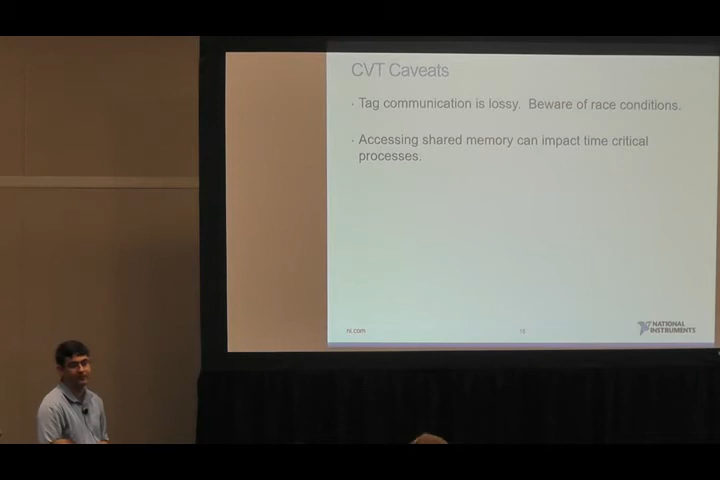 CVT Caveats
· Tag communication is lossy. Beware of race conditions.
· Accessing shared memory can impact time critical
processes.
ni.com
NATIONAL
INSTRUMENTS